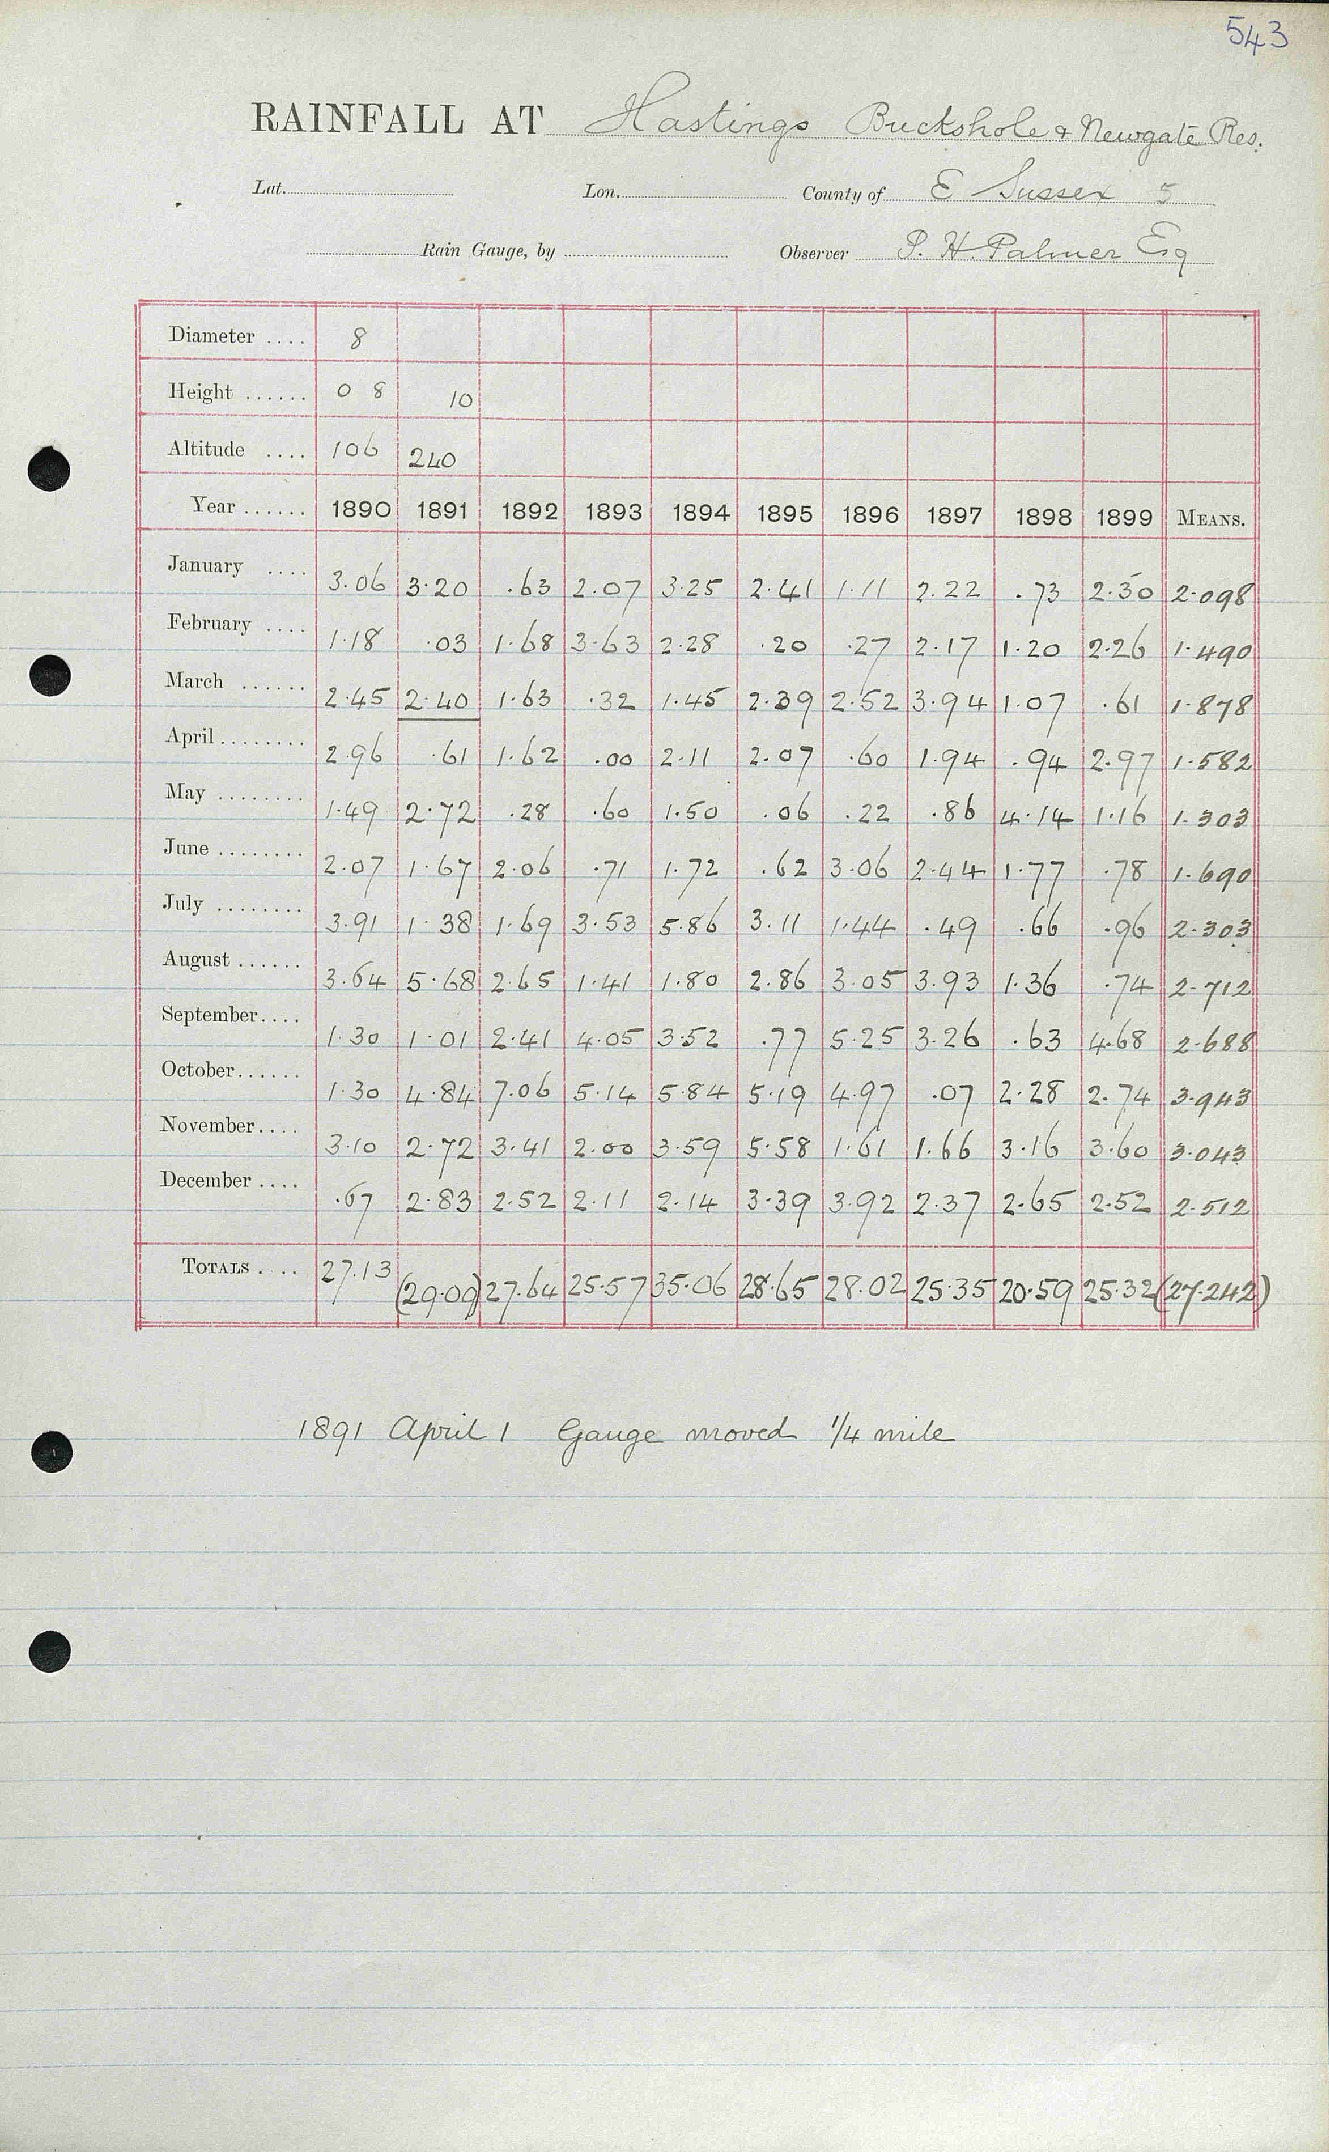 543
RAINFALL AT Hastings Buckshole & Newgate Res.
Lat. Lon. County of E Sussex 5
Rain Gauge, by Observer P. H. Palmer Esq
Diameter .... 8
Height ...... 0 8 10
Altitude .... 106 240
Year ...... 1890 1891 1892 1893 1894 1895 1896 1897 1898 1899 MEANS.
January .... 3.06 3.20 .63 2.07 3.25 2.41 1.11 2.22 .73 2.30 2.098
February .... 1.18 .03 1.68 3.63 2.28 .20 .27 2.17 1.20 2.26 1.490
March ...... 2.45 2.40 1.63 .32 1.45 2.39 2.52 3.94 1.07 .61 1.878
April ........ 2.96 .61 1.62 .00 2.11 2.07 .60 1.94 .94 2.97 1.582
May ........ 1.49 2.72 .28 .60 1.50 .06 .22 .86 4.14 1.16 1.303
June ........ 2.07 1.67 2.06 .71 1.72 .62 3.06 2.44 1.77 .78 1.690
July ........ 3.91 1.38 1.69 3.53 5.86 3.11 1.44 .49 .66 .96 2.303
August ...... 3.64 5.68 2.65 1.41 1.80 2.86 3.05 3.93 1.36 .74 2.712
September .... 1.30 1.01 2.41 4.05 3.52 .77 5.25 3.26 .63 4.68 2.688
October ...... 1.30 4.84 7.06 5.14 5.84 5.19 4.97 .07 2.28 2.74 3.943
November .... 3.10 2.72 3.41 2.00 3.59 5.58 1.61 1.66 3.16 3.60 3.043
December .... .67 2.83 2.52 2.11 2.14 3.39 3.92 2.37 2.65 2.52 2.512
TOTALS .... 27.13 (29.09) 27.64 25.57 35.06 28.65 28.02 25.35 20.59 25.32 (27.242)
1891 April 1 Gauge moved 1/4 mile